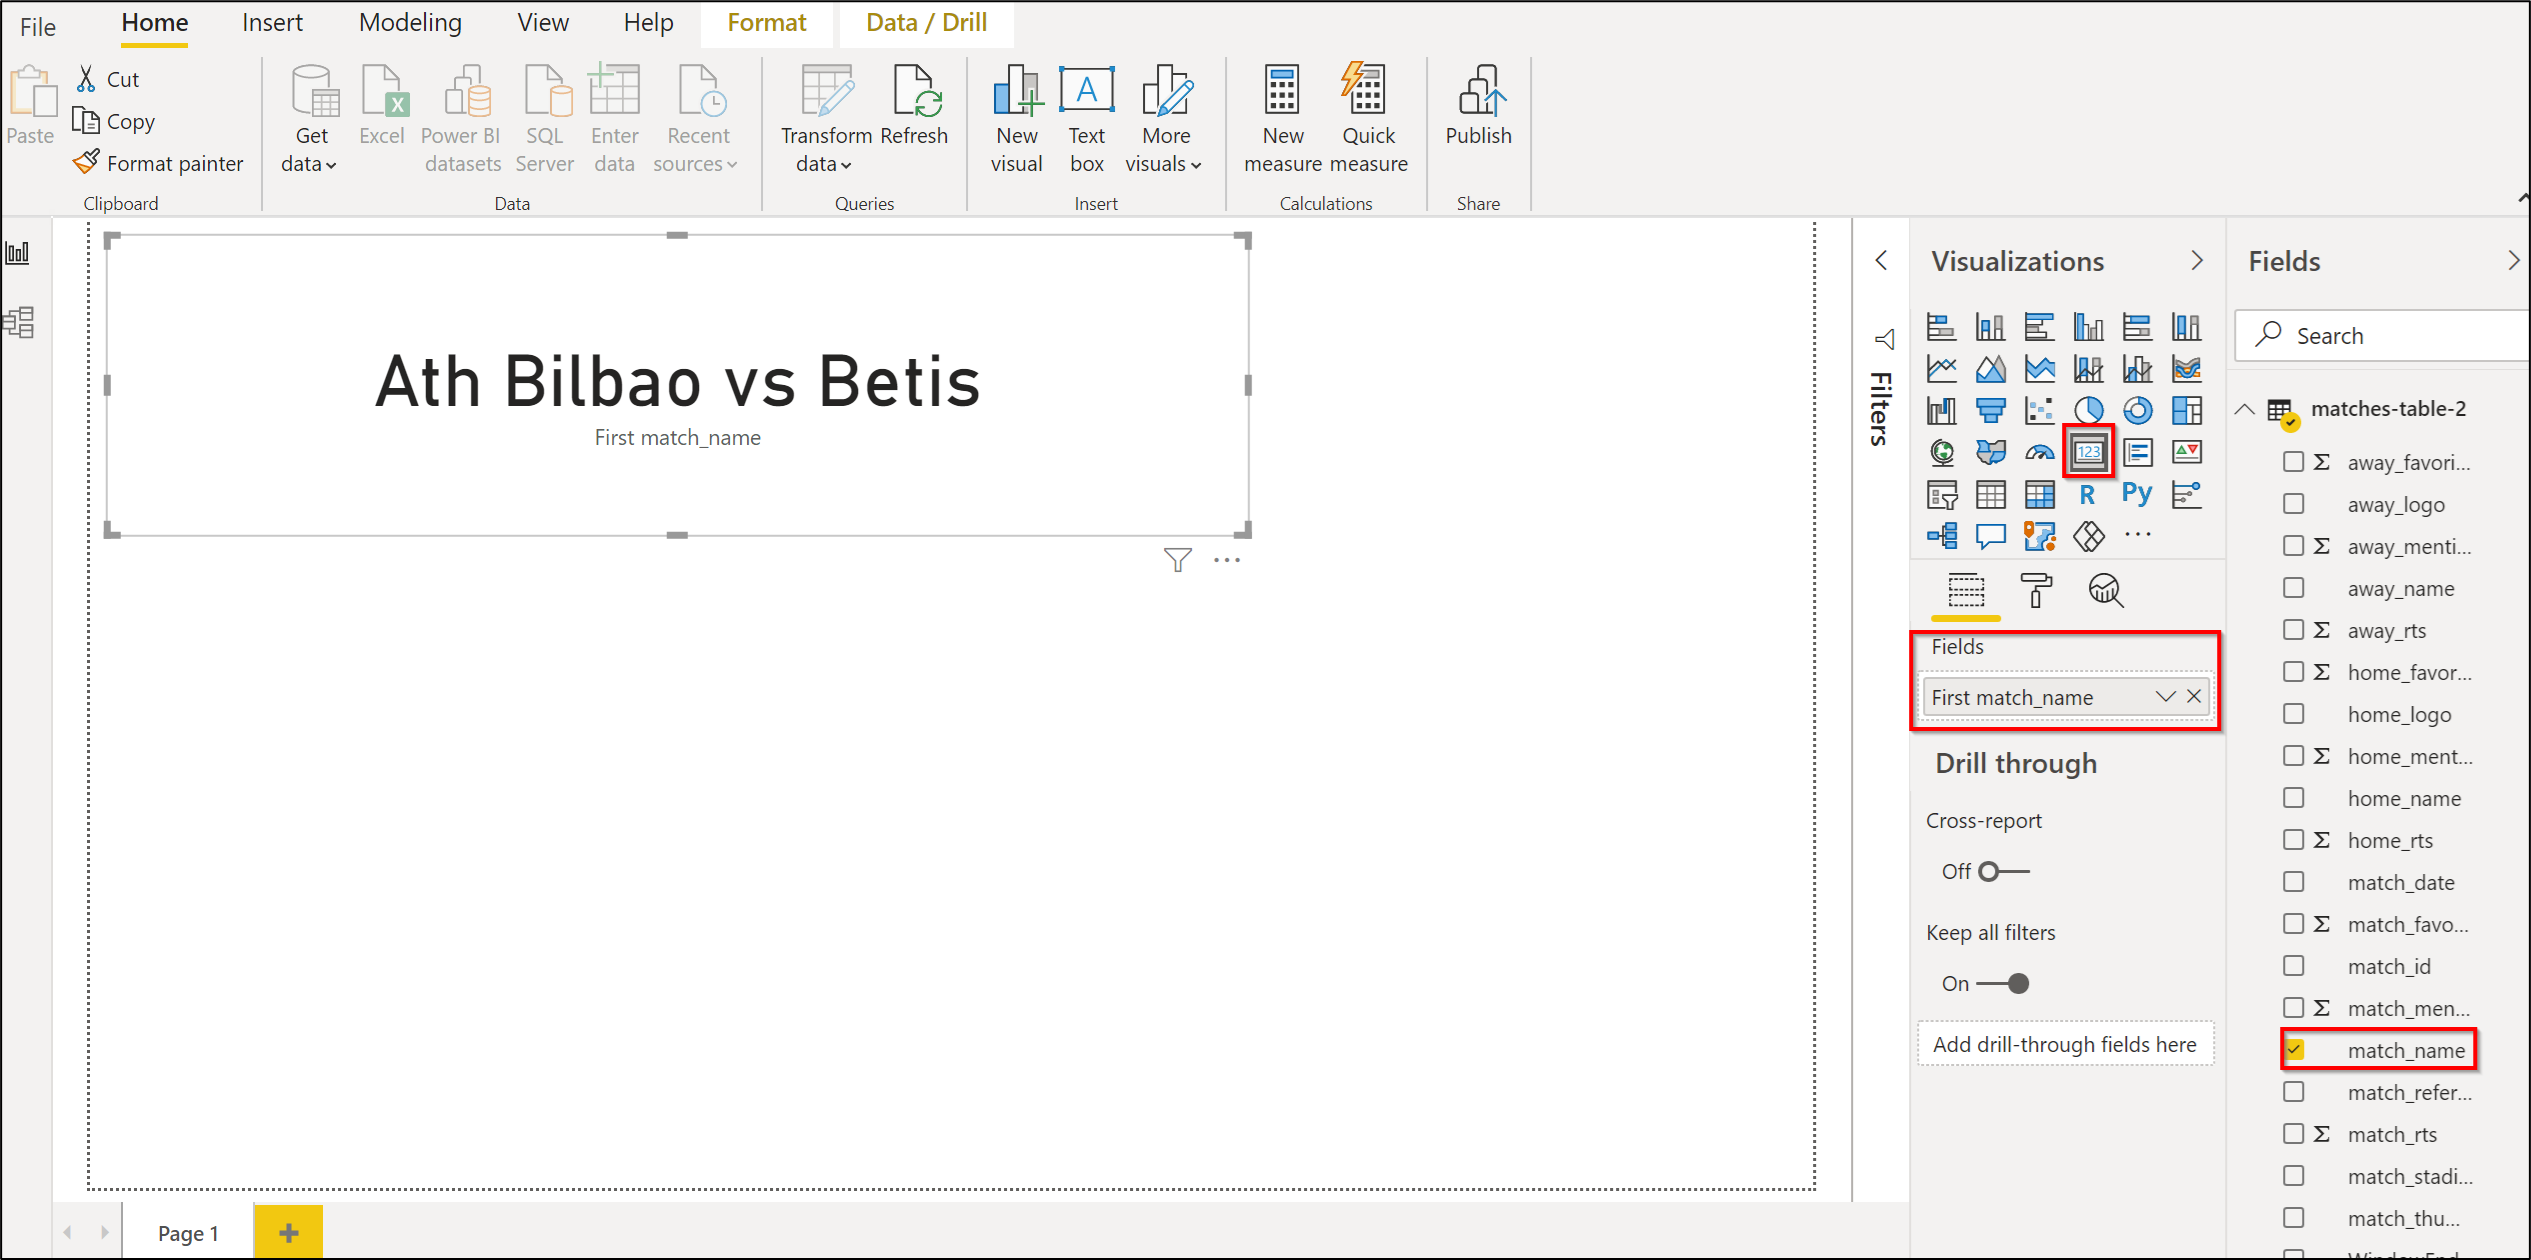 File
Home
Insert
Modeling
View
Help
Format
Data / Drill
Paste
Cut
Copy
Format painter
Clipboard
Get data
Excel
Power BI datasets
SQL Server
Enter data
Recent sources
Data
Transform data
Refresh
Queries
New visual
Text box
More visuals
Insert
New measure
Quick measure
Calculations
Publish
Share
Ath Bilbao vs Betis
First match_name
Filters
Visualizations
123
R
Py
Fields
First match_name
Drill through
Cross-report
Off
Keep all filters
On
Add drill-through fields here
Fields
Search
matches-table-2
away_favori...
away_logo
away_menti...
away_name
away_rts
home_favor...
home_logo
home_ment...
home_name
home_rts
match_date
match_favo...
match_id
match_men...
match_name
match_refer...
match_rts
match_stadi...
match_thu...
Page 1